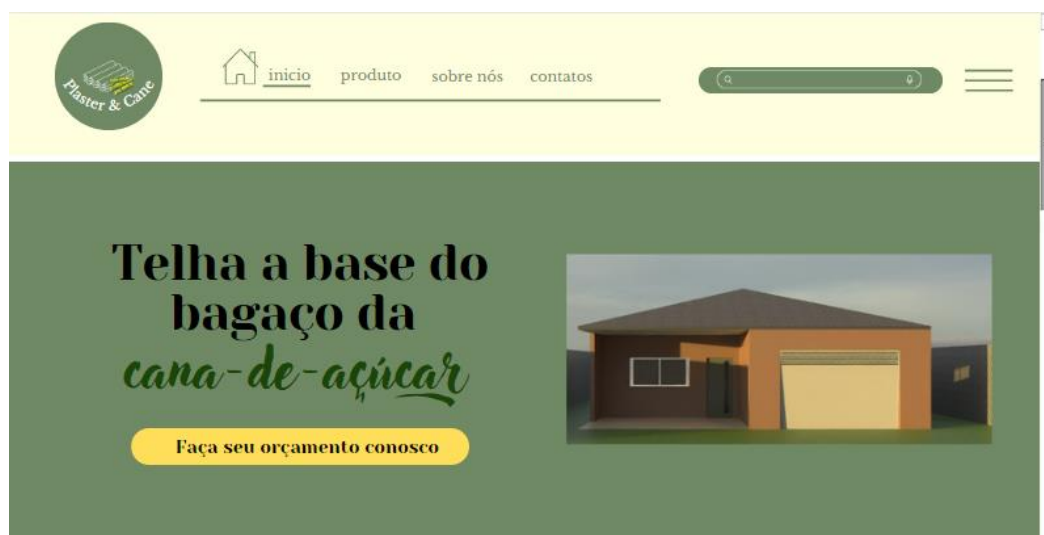 Plaster & Cane
inicio produto sobre nós contatos
Telha a base do
bagaço da
cana-de-açúcar
Faça seu orçamento conosco